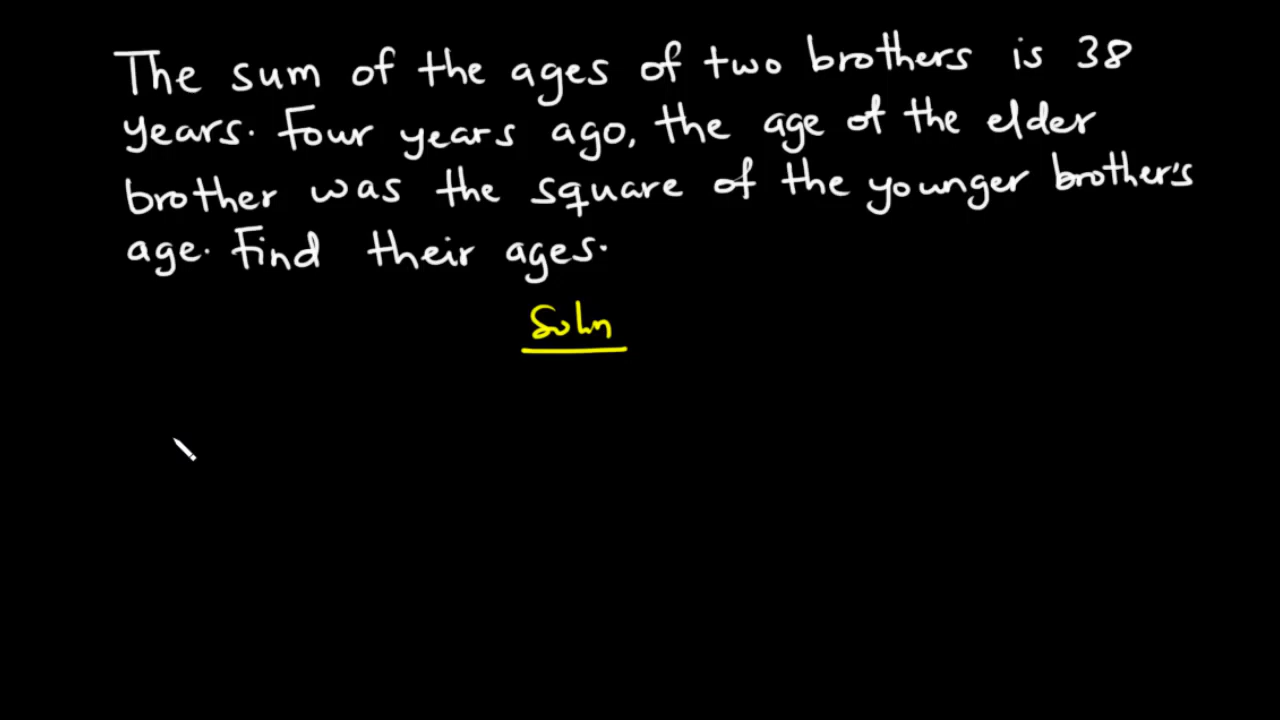 The sum of the ages of two brothers is 38
years. Four years ago, the age of the elder
brother was the square of the younger brother's
age. Find their ages.
Soln